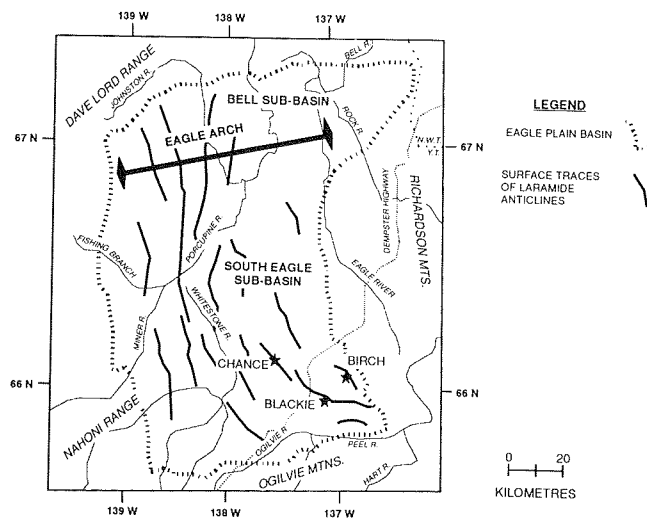 139 W
138 W
137 W
DAVE LORD RANGE
JOHNSTON R.
BELL R.
BELL SUB-BASIN
ROCK R.
67 N
67 N
EAGLE ARCH
N.W.T.
Y.T.
LEGEND
EAGLE PLAIN BASIN
SURFACE TRACES
OF LARAMIDE
ANTICLINES
DEMPSTER HIGHWAY
RICHARDSON MTS.
FISHING BRANCH
PORCUPINE R.
SOUTH EAGLE
SUB-BASIN
EAGLE RIVER
MINER R.
WHITESTONE R.
CHANCE
BIRCH
66 N
66 N
BLACKIE
NAHONI RANGE
OGILVIE R.
PEEL R.
OGILVIE MTNS.
HART R.
0 20
KILOMETRES
139 W
138 W
137 W